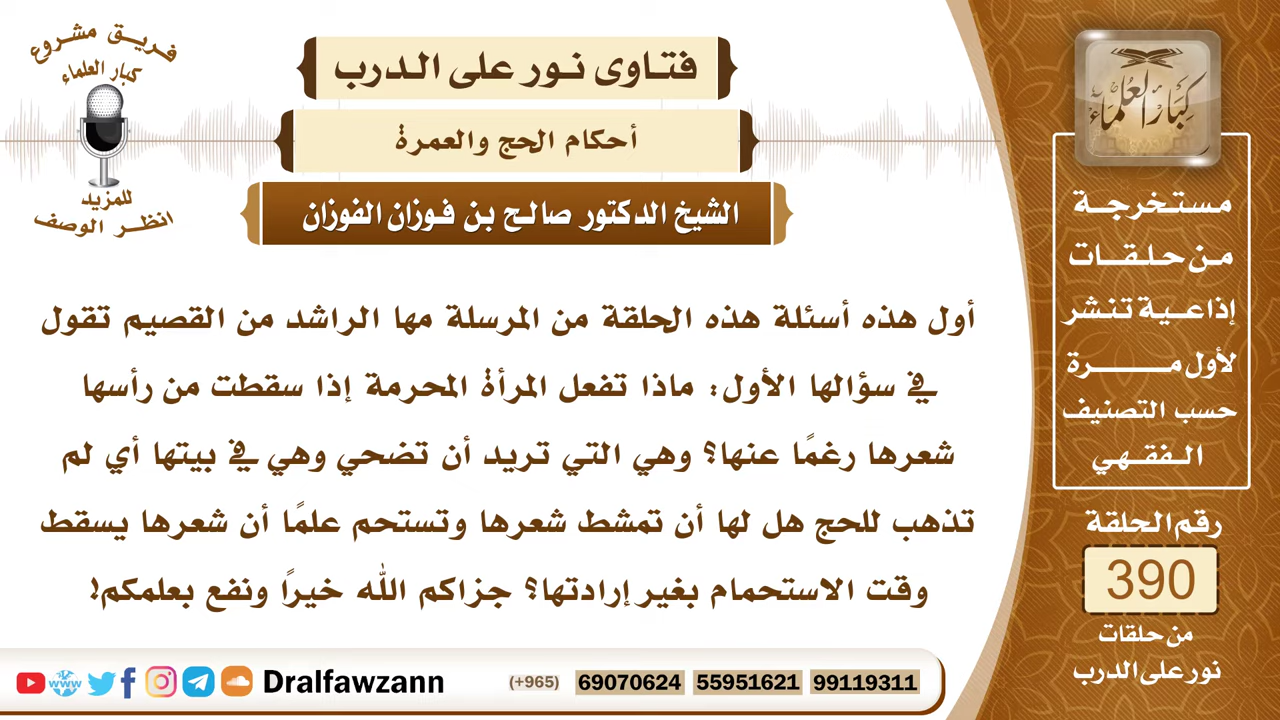 فريق مشروع
كبار العلماء
للمزيد
انظر الوصف
فتاوى نور على الدرب
أحكام الحج والعمرة
الشيخ الدكتور صالح بن فوزان الفوزان
أول هذه أسئلة هذه الحلقة من المرسلة مها الراشد من القصيم تقول
في سؤالها الأول: ماذا تفعل المرأة المحرمة إذا سقطت من رأسها
شعرها رغمًا عنها؟ وهي التي تريد أن تضحي وهي في بيتها أي لم
تذهب للحج هل لها أن تمشط شعرها وتستحم علمًا أن شعرها يسقط
وقت الاستحمام بغير إرادتها؟ جزاكم الله خيرًا ونفع بعلمكم!
كبار العلماء
مستخرجة
من حلقات
إذاعية تنشر
لأول مرة
حسب التصنيف
الفقهي
رقم الحلقة
390
من حلقات
نور على الدرب
www Dralfawzann (+965) 69070624 55951621 99119311